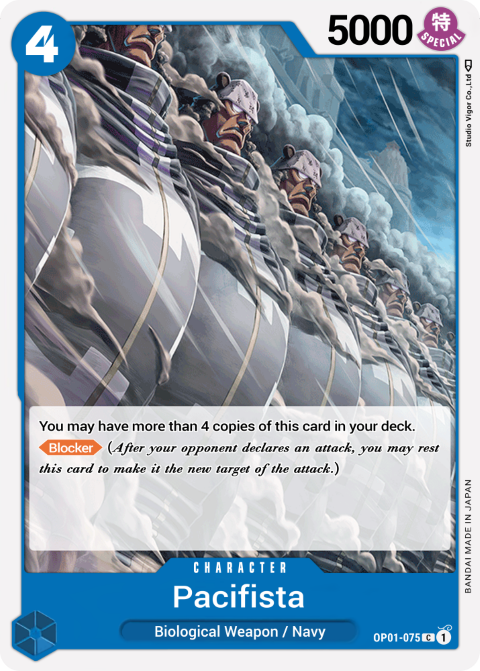 4
5000
特
SPECIAL
Studio Vigor Co.,Ltd
You may have more than 4 copies of this card in your deck.
Blocker (After your opponent declares an attack, you may rest
this card to make it the new target of the attack.)
BANDAI MADE IN JAPAN
CHARACTER
Pacifista
Biological Weapon / Navy
OP01-075 C 1